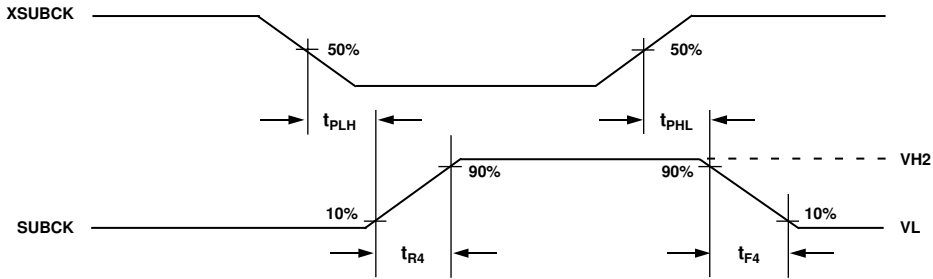 XSUBCK
50%
50%
tPLH
tPHL
VH2
90%
90%
10%
10%
SUBCK
VL
tR4
tF4